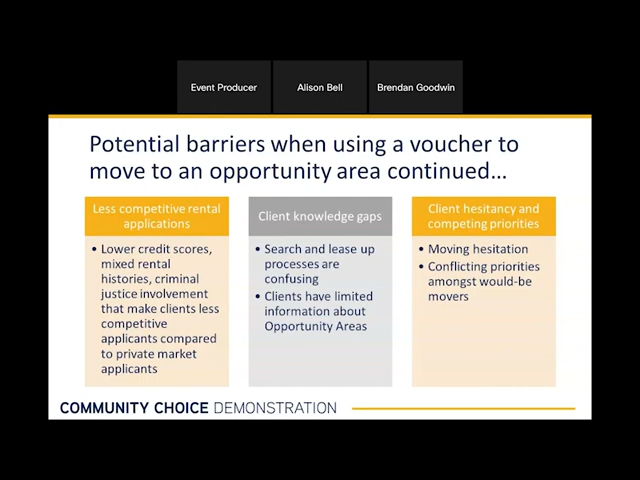 Event Producer
Alison Bell
Brendan Goodwin
Potential barriers when using a voucher to
move to an opportunity area continued…
Less competitive rental
applications
• Lower credit scores,
mixed rental
histories, criminal
justice involvement
that make clients less
competitive
applicants compared
to private market
applicants
Client knowledge gaps
• Search and lease up
processes are
confusing
• Clients have limited
information about
Opportunity Areas
Client hesitancy and
competing priorities
• Moving hesitation
• Conflicting priorities
amongst would-be
movers
COMMUNITY CHOICE DEMONSTRATION